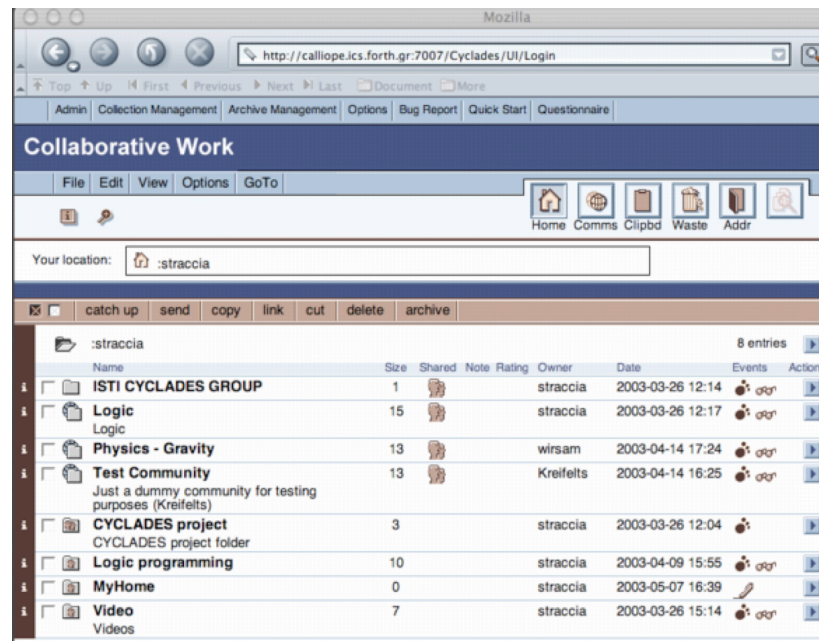 Mozilla
http://calliope.ics.forth.gr:7007/Cyclades/UI/Login
Top Up First Previous Next Last Document More
Admin Collection Management Archive Management Options Bug Report Quick Start Questionnaire
Collaborative Work
File Edit View Options GoTo
Home Comms Clipbd Waste Addr
Your location: :straccia
catch up send copy link cut delete archive
:straccia 8 entries
Name Size Shared Note Rating Owner Date Events Action
ISTI CYCLADES GROUP 1 straccia 2003-03-26 12:14
Logic 15 straccia 2003-03-26 12:17
Logic
Physics - Gravity 13 wirsam 2003-04-14 17:24
Test Community 13 Kreifelts 2003-04-14 16:25
Just a dummy community for testing
purposes (Kreifelts)
CYCLADES project 3 straccia 2003-03-26 12:04
CYCLADES project folder
Logic programming 10 straccia 2003-04-09 15:55
MyHome 0 straccia 2003-05-07 16:39
Video 7 straccia 2003-03-26 15:14
Videos